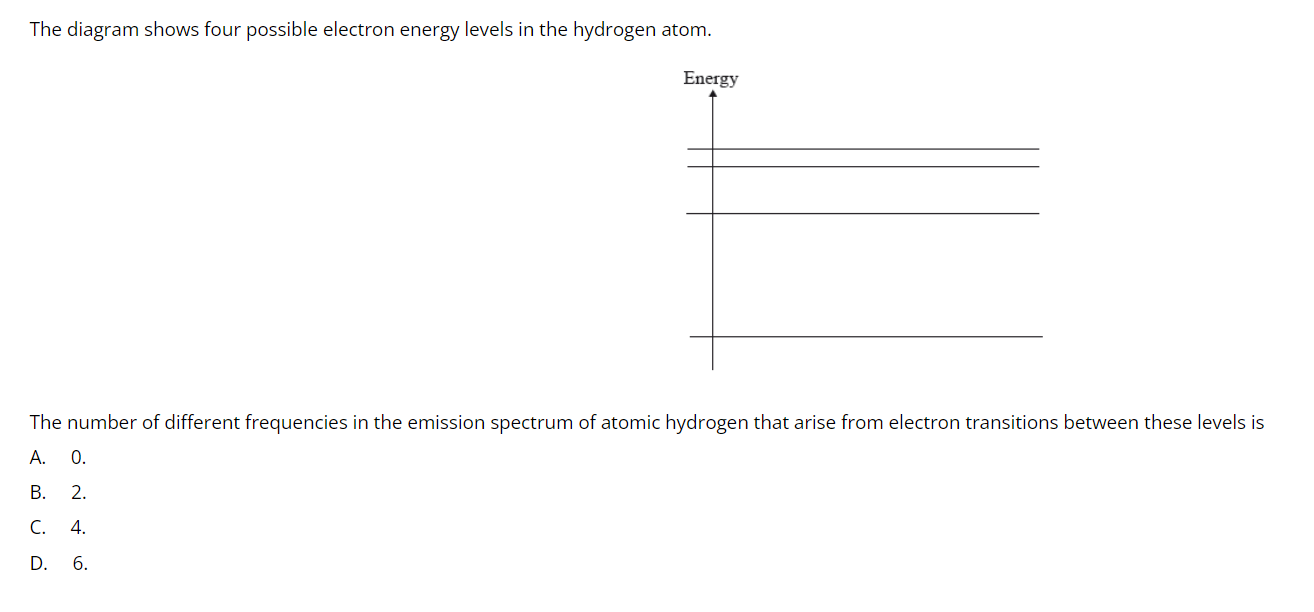 The diagram shows four possible electron energy levels in the hydrogen atom.
Energy
The number of different frequencies in the emission spectrum of atomic hydrogen that arise from electron transitions between these levels is
A. 0.
B. 2.
C. 4.
D. 6.